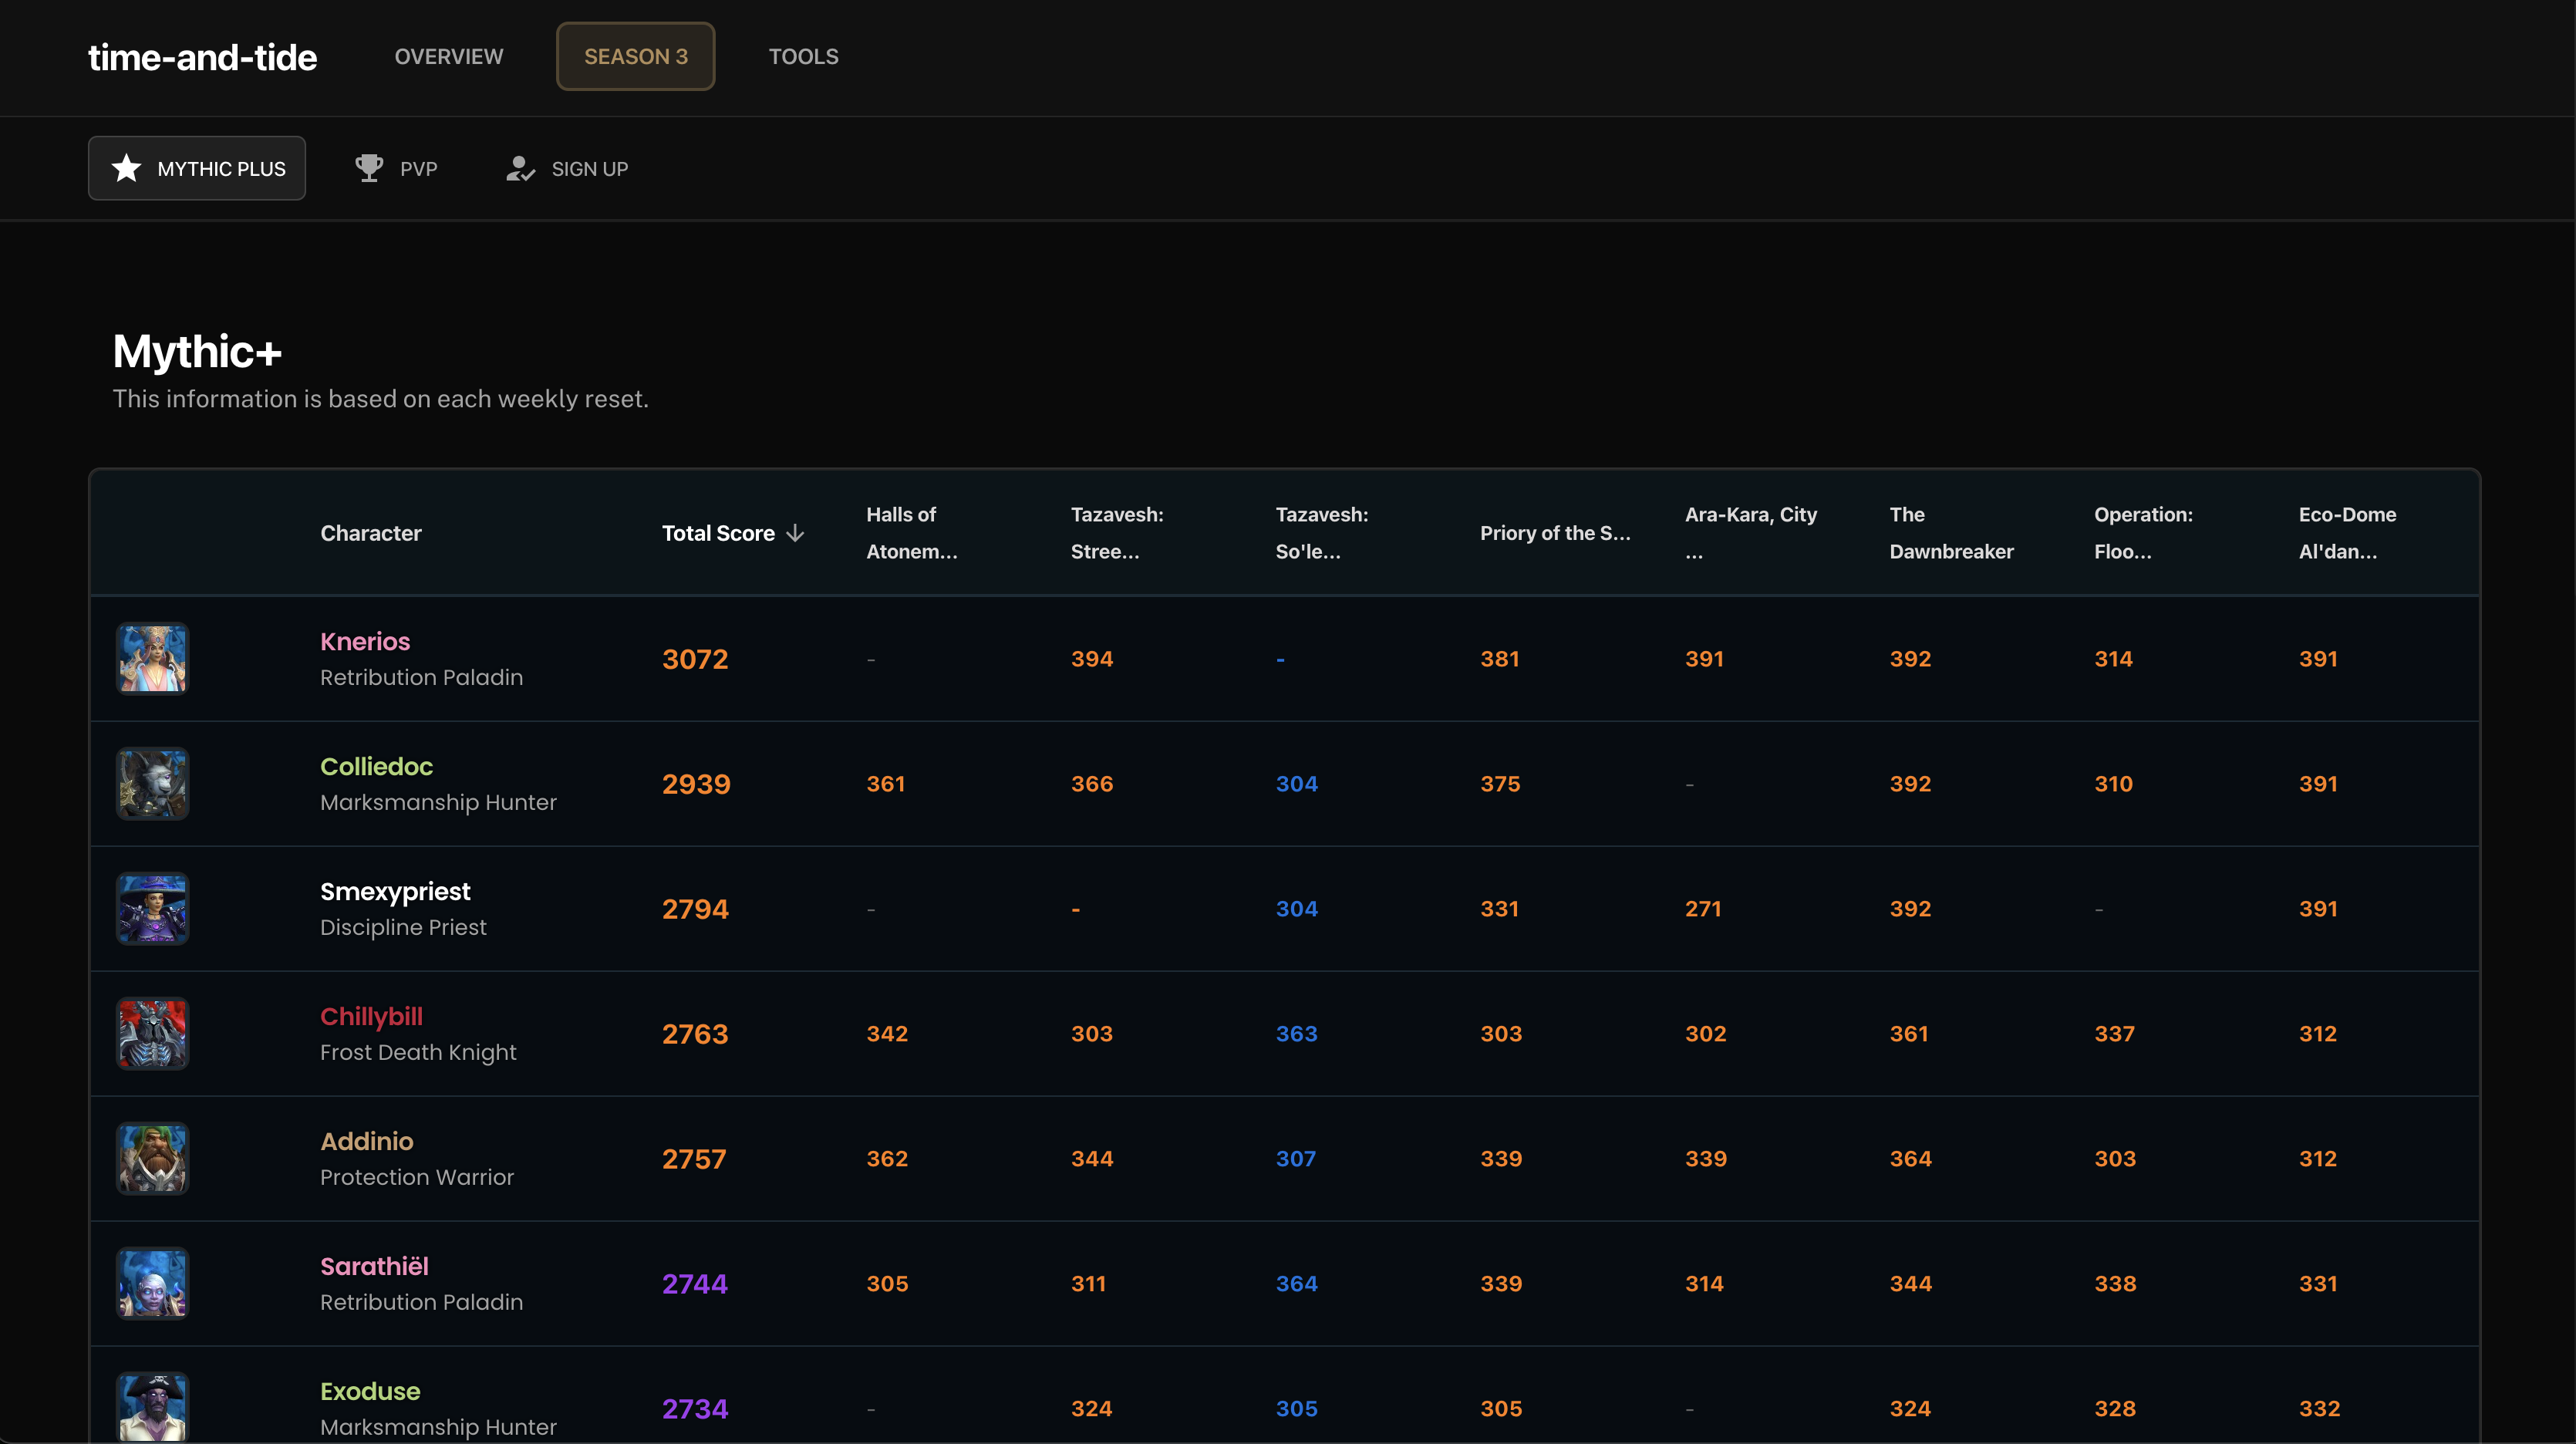 time-and-tide OVERVIEW SEASON 3 TOOLS
MYTHIC PLUS PVP SIGN UP
Mythic+
This information is based on each weekly reset.
Character Total Score Halls of Atonem... Tazavesh: Stree... Tazavesh: So'le... Priory of the S... Ara-Kara, City ... The Dawnbreaker Operation: Floo... Eco-Dome Al'dan...
Knerios
Retribution Paladin
3072 - 394 - 381 391 392 314 391
Colliedoc
Marksmanship Hunter
2939 361 366 304 375 - 392 310 391
Smexypriest
Discipline Priest
2794 - - 304 331 271 392 - 391
Chillybill
Frost Death Knight
2763 342 303 363 303 302 361 337 312
Addinio
Protection Warrior
2757 362 344 307 339 339 364 303 312
Sarathiël
Retribution Paladin
2744 305 311 364 339 314 344 338 331
Exoduse
Marksmanship Hunter
2734 - 324 305 305 - 324 328 332